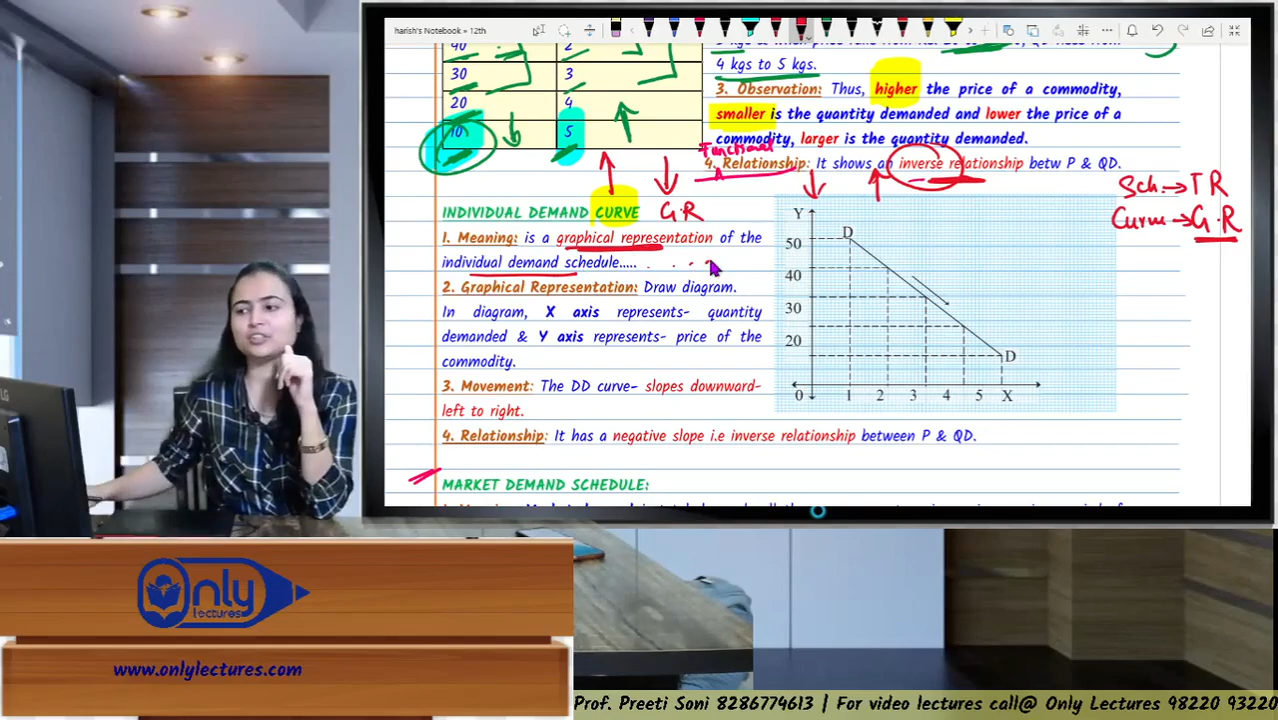 harish's Notebook » 12th
40 2
30 3
20 4
10 5
4 kgs to 5 kgs.
3. Observation: Thus, higher the price of a commodity,
smaller is the quantity demanded and lower the price of a
commodity, larger is the quantity demanded.
Functional
4. Relationship: It shows an inverse relationship betw P & QD.
Sch. → T R
Curve → G.R
INDIVIDUAL DEMAND CURVE G.R
1. Meaning: is a graphical representation of the
individual demand schedule.....
2. Graphical Representation: Draw diagram.
In diagram, X axis represents- quantity
demanded & Y axis represents- price of the
commodity.
3. Movement: The DD curve- slopes downward-
left to right.
4. Relationship: It has a negative slope i.e inverse relationship between P & QD.
Y
D
50
40
30
20
D
0 1 2 3 4 5 X
MARKET DEMAND SCHEDULE:
LG
Only
lectures
www.onlylectures.com
Prof. Preeti Soni 8286774613 | For video lectures call@ Only Lectures 98220 93220